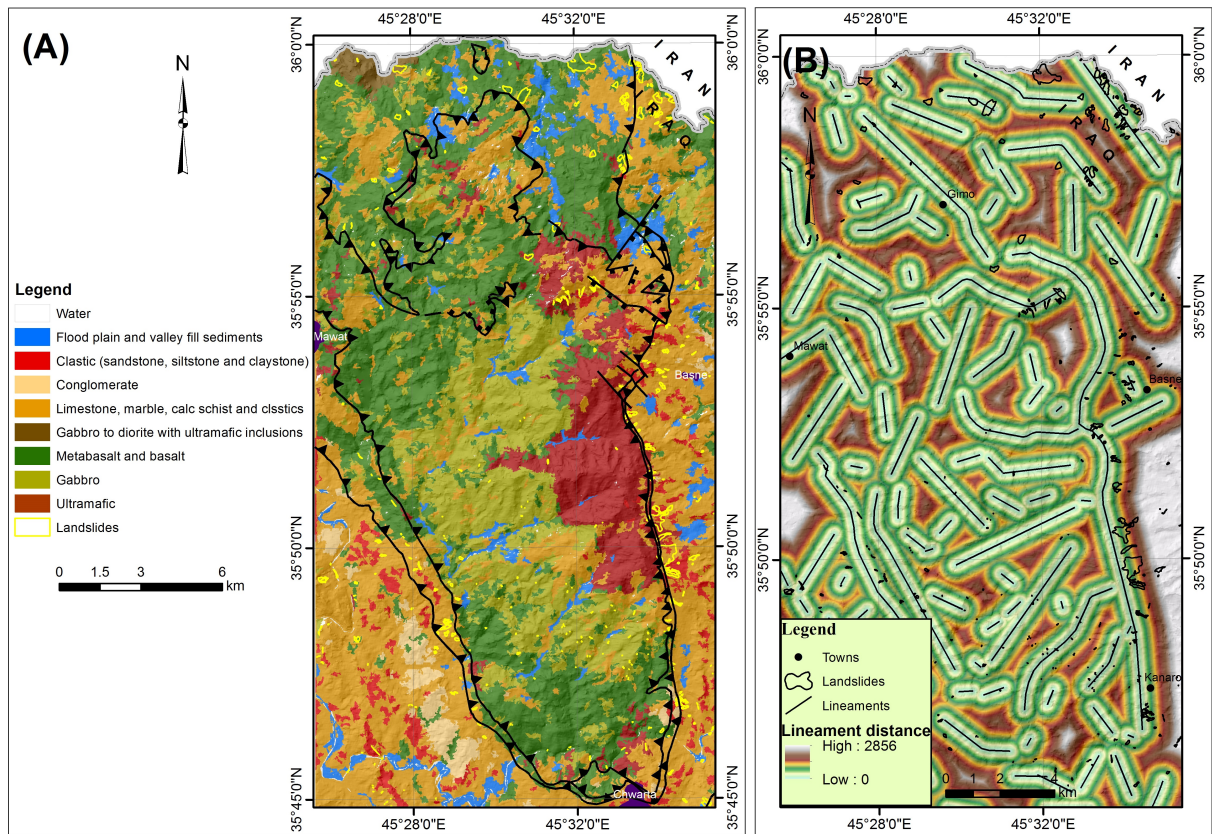 (A)
45°28'0"E
45°32'0"E
36°0'0"N
36°0'0"N
N
I R A N
I R A Q
35°55'0"N
35°55'0"N
Mawat
Basne
Legend
Water
Flood plain and valley fill sediments
Clastic (sandstone, siltstone and claystone)
Conglomerate
Limestone, marble, calc schist and clsstics
Gabbro to diorite with ultramafic inclusions
Metabasalt and basalt
Gabbro
Ultramafic
Landslides
0 1.5 3 6
km
35°50'0"N
35°50'0"N
Chwarta
35°45'0"N
35°45'0"N
45°28'0"E
45°32'0"E
(B)
45°28'0"E
45°32'0"E
36°0'0"N
36°0'0"N
N
I R A N
I R A Q
Gimo
35°55'0"N
35°55'0"N
Mawat
Basne
35°50'0"N
35°50'0"N
Kanaro
Legend
Towns
Landslides
Lineaments
Lineament distance
High : 2856
Low : 0
0 1 2 4
km
45°28'0"E
45°32'0"E